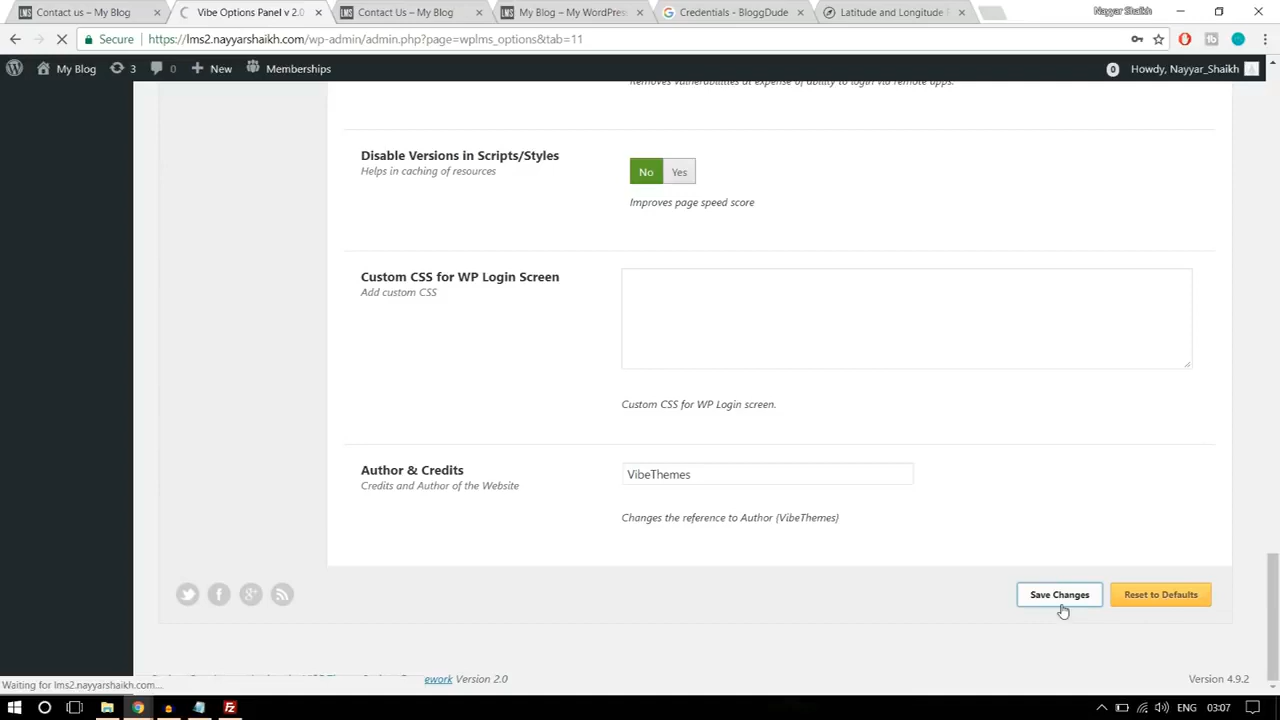 Contact us – My Blog
Vibe Options Panel v 2.0
Contact Us – My Blog
My Blog – My WordPress
Credentials - BloggDude
Latitude and Longitude
Nayyar Shaikh
Secure
https://lms2.nayyarshaikh.com/wp-admin/admin.php?page=wplms_options&tab=11
My Blog
3
0
New
Memberships
0
Howdy, Nayyar_Shaikh
Removes vulnerabilities at expense of ability to login via remote apps.
Disable Versions in Scripts/Styles
Helps in caching of resources
No
Yes
Improves page speed score
Custom CSS for WP Login Screen
Add custom CSS
Custom CSS for WP Login screen.
Author & Credits
Credits and Author of the Website
VibeThemes
Changes the reference to Author {VibeThemes}
Save Changes
Reset to Defaults
Waiting for lms2.nayyarshaikh.com...
ework Version 2.0
Version 4.9.2
ENG
03:07